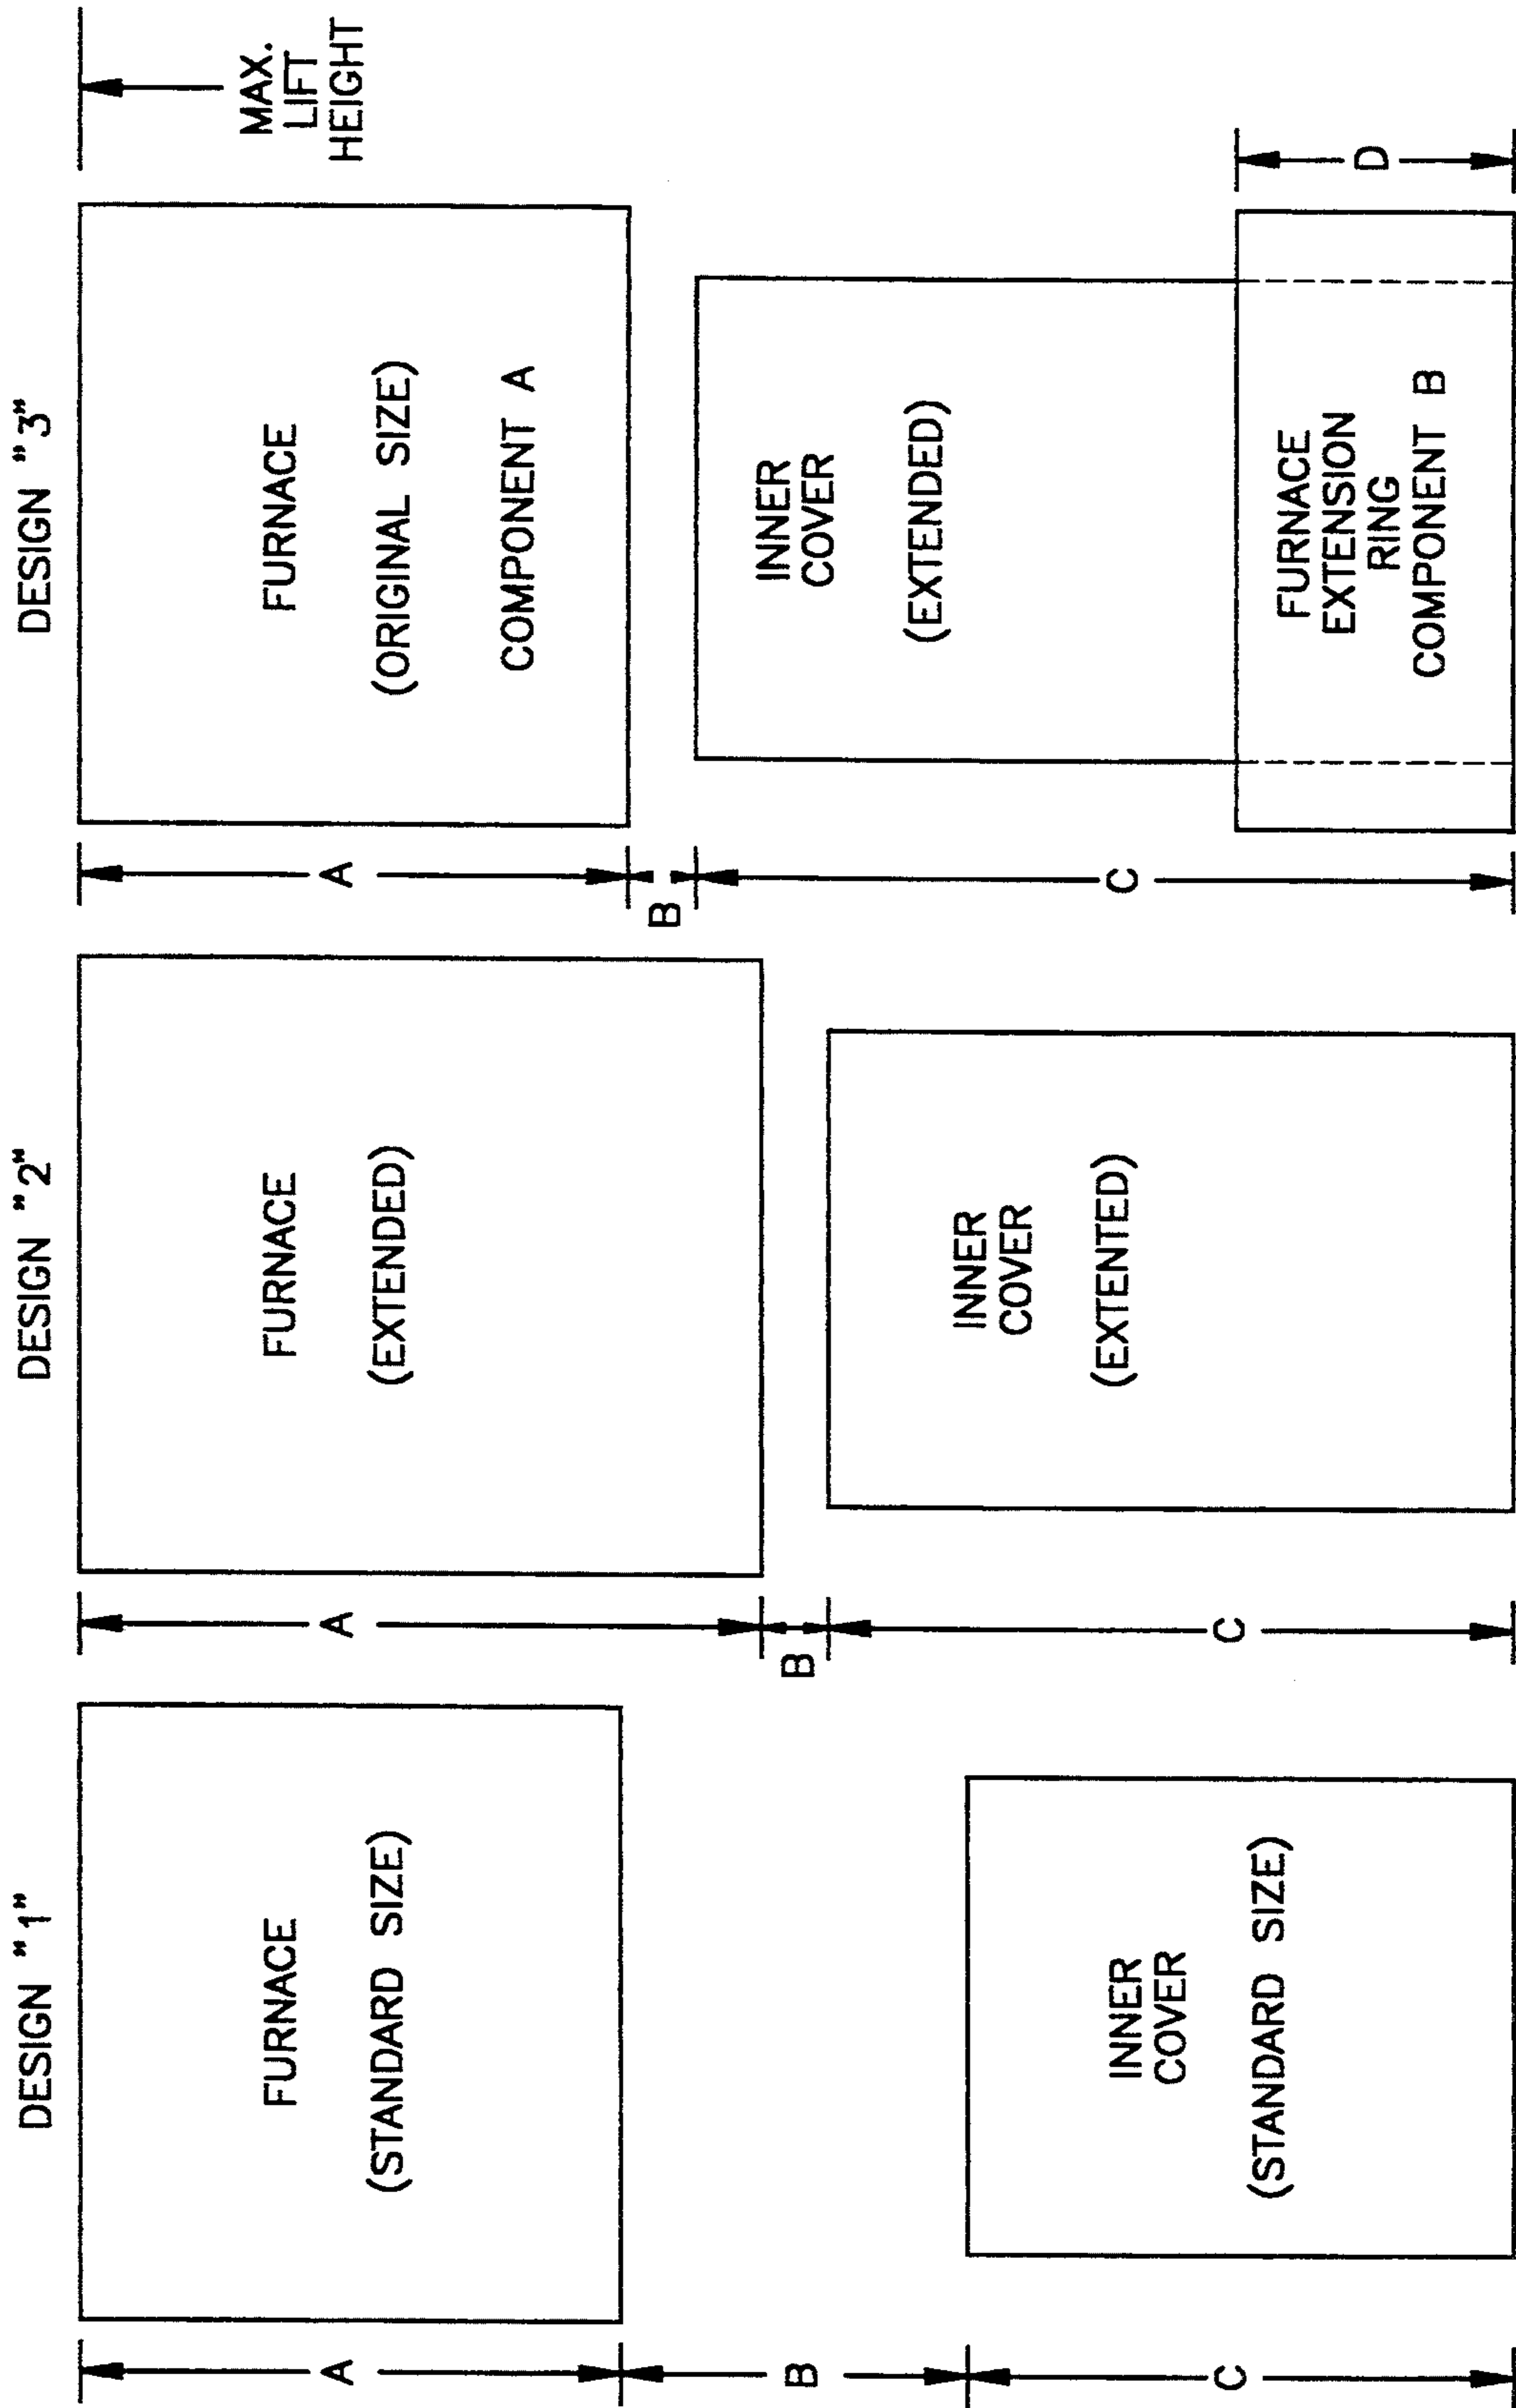 DESIGN "1"
A
B
C
FURNACE
(STANDARD SIZE)
INNER
COVER
(STANDARD SIZE)
DESIGN "2"
A
B
C
FURNACE
(EXTENDED)
INNER
COVER
(EXTENTED)
DESIGN "3"
A
B
C
FURNACE
(ORIGINAL SIZE)
COMPONENT A
INNER
COVER
(EXTENDED)
FURNACE
EXTENSION
RING
COMPONENT B
MAX.
LIFT
HEIGHT
D